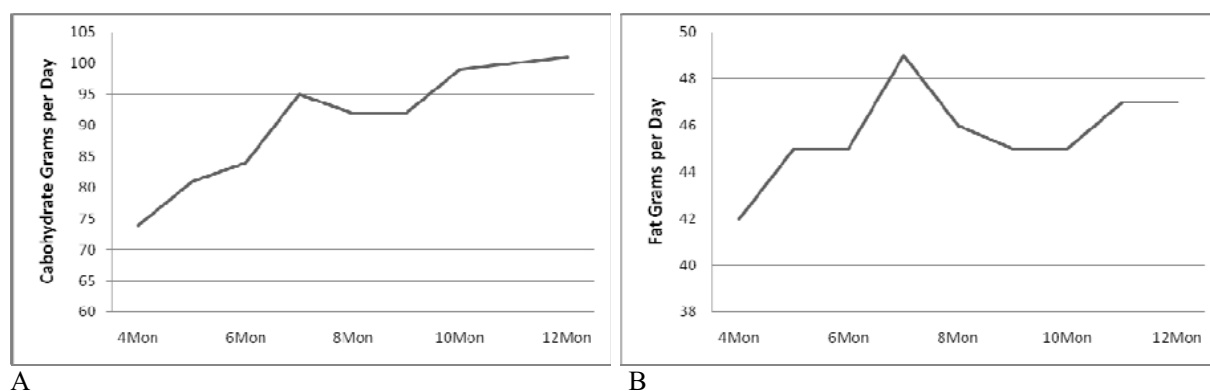 Cabohydrate Grams per Day
105
100
95
90
85
80
75
70
65
60
4Mon 6Mon 8Mon 10Mon 12Mon
A
Fat Grams per Day
50
48
46
44
42
40
38
4Mon 6Mon 8Mon 10Mon 12Mon
B